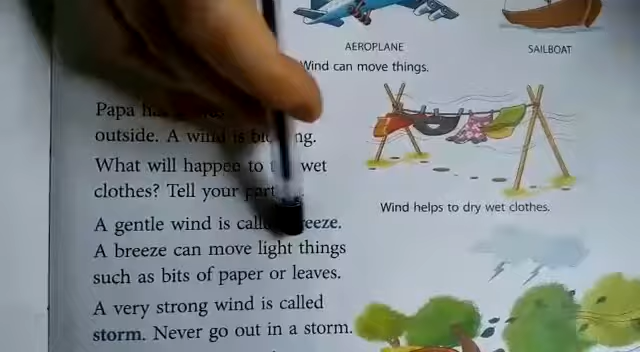 AEROPLANE
SAILBOAT
Wind can move things.
Papa
outside. A wind is
What will happen to wet
clothes? Tell your
A gentle wind is
A breeze can move light things
such as bits of paper or leaves.
A very strong wind is called
storm. Never go out in a storm.
Wind helps to dry wet clothes.